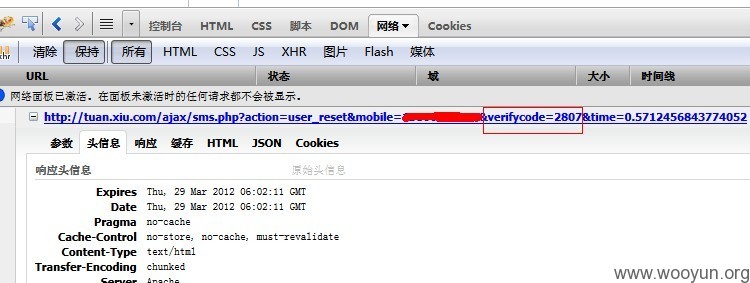 控制台 HTML CSS 脚本 DOM 网络 Cookies
清除 保持 所有 HTML CSS JS XHR 图片 Flash 媒体
URL 状态 域 大小 时间线
网络面板已激活. 在面板未激活时的任何请求都不会被显示.
http://tuan.xiu.com/ajax/sms.php?action=user_reset&mobile= &verifycode=2807&time=0.5712456843774052
参数 头信息 响应 缓存 HTML JSON Cookies
响应头信息 原始头信息
Expires Thu, 29 Mar 2012 06:02:11 GMT
Date Thu, 29 Mar 2012 06:02:11 GMT
Pragma no-cache
Cache-Control no-store, no-cache, must-revalidate
Content-Type text/html
Transfer-Encoding chunked
Server Apache
www.wooyun.org